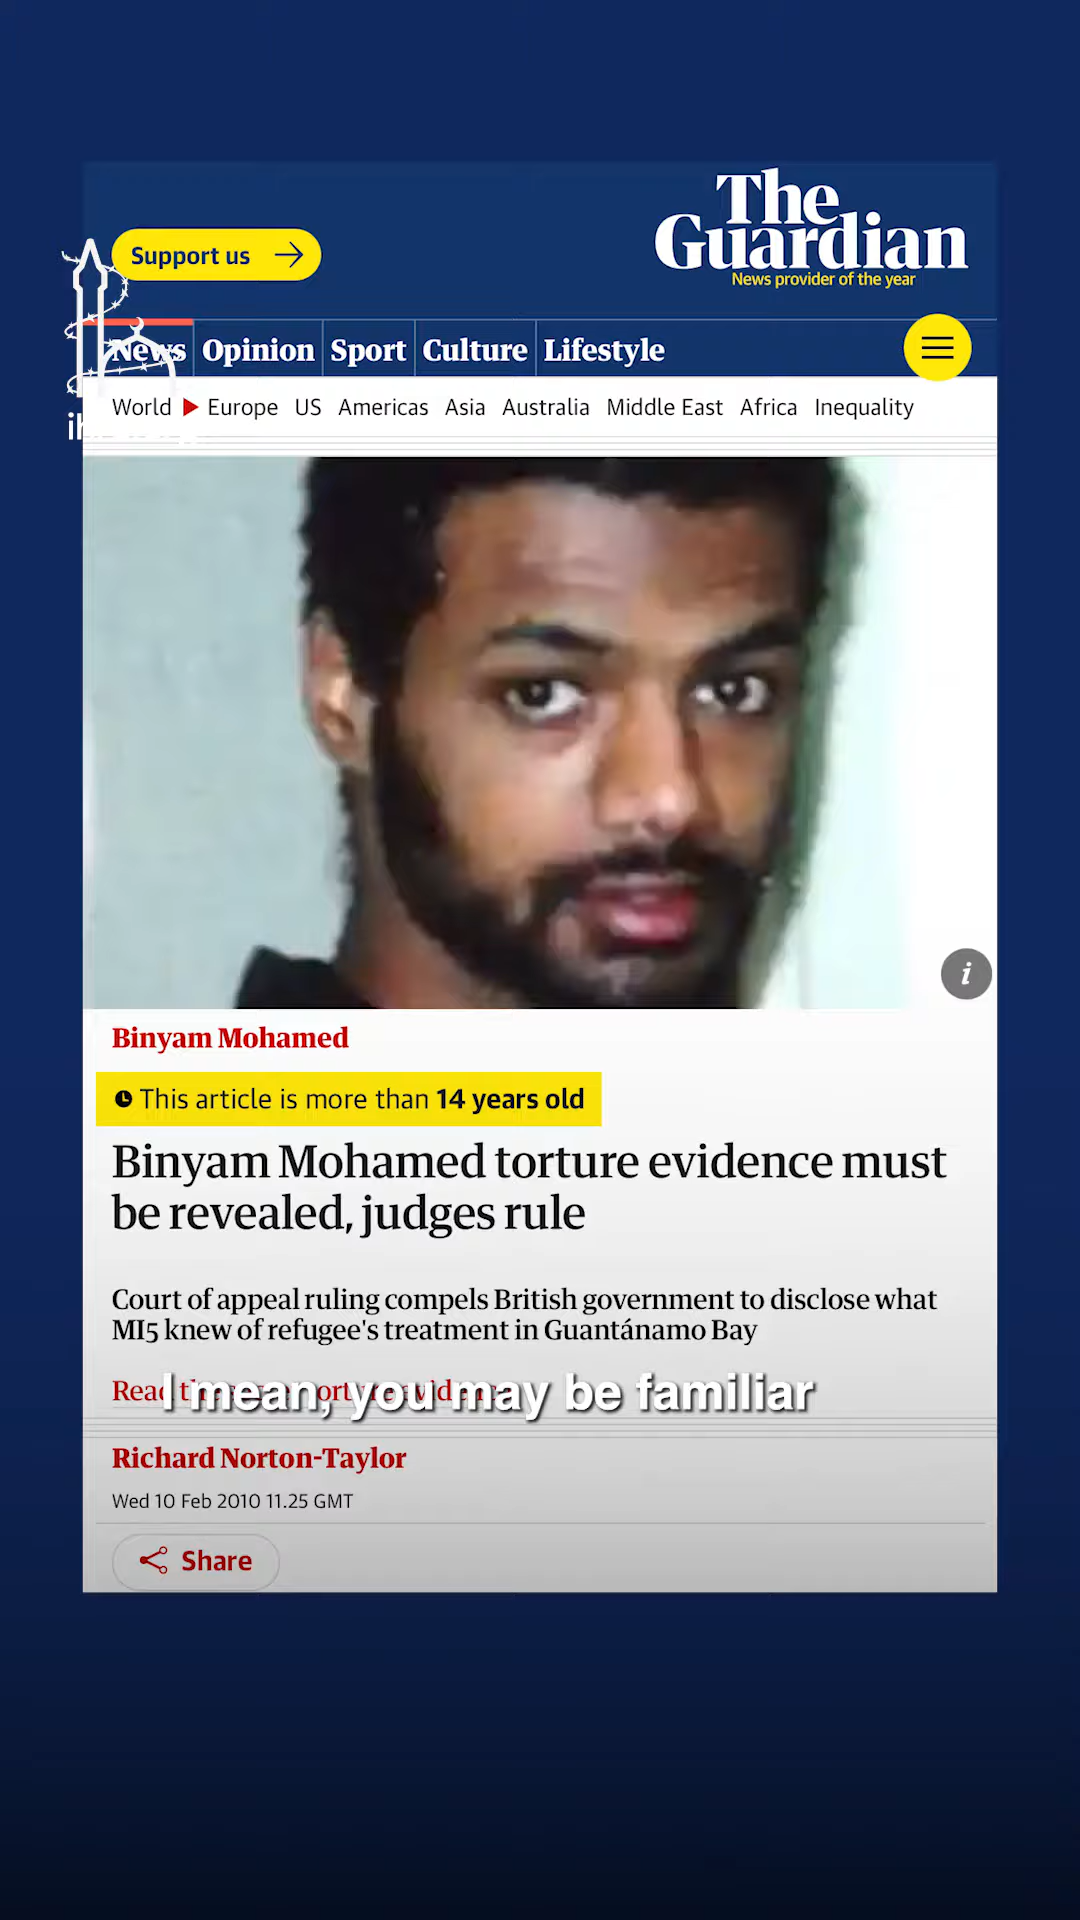 The
Guardian
News provider of the year
Support us
News Opinion Sport Culture Lifestyle
World Europe US Americas Asia Australia Middle East Africa Inequality
Binyam Mohamed
This article is more than 14 years old
Binyam Mohamed torture evidence must
be revealed, judges rule
Court of appeal ruling compels British government to disclose what
MI5 knew of refugee's treatment in Guantánamo Bay
Read
I mean, you may be familiar
Richard Norton-Taylor
Wed 10 Feb 2010 11.25 GMT
Share